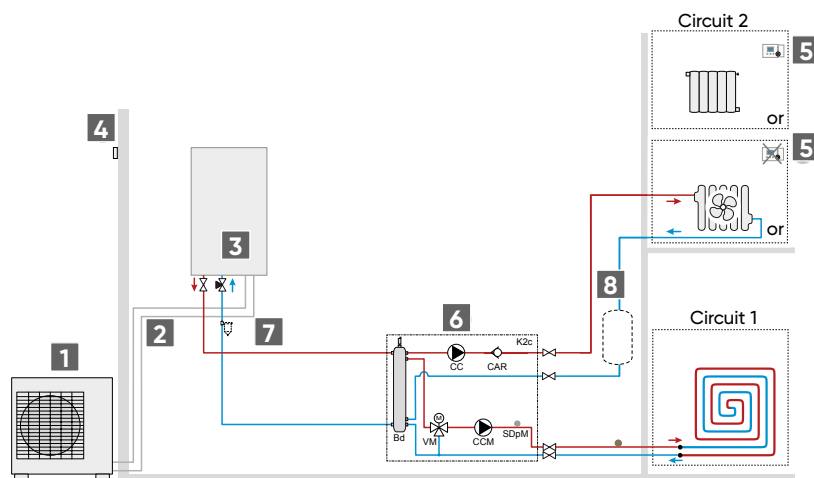 Circuit 2
5
or
4
5
or
3
8
2
7
6
Circuit 1
K2c
1
CC
CAR
M
SDpM
Bd
VM
CCM